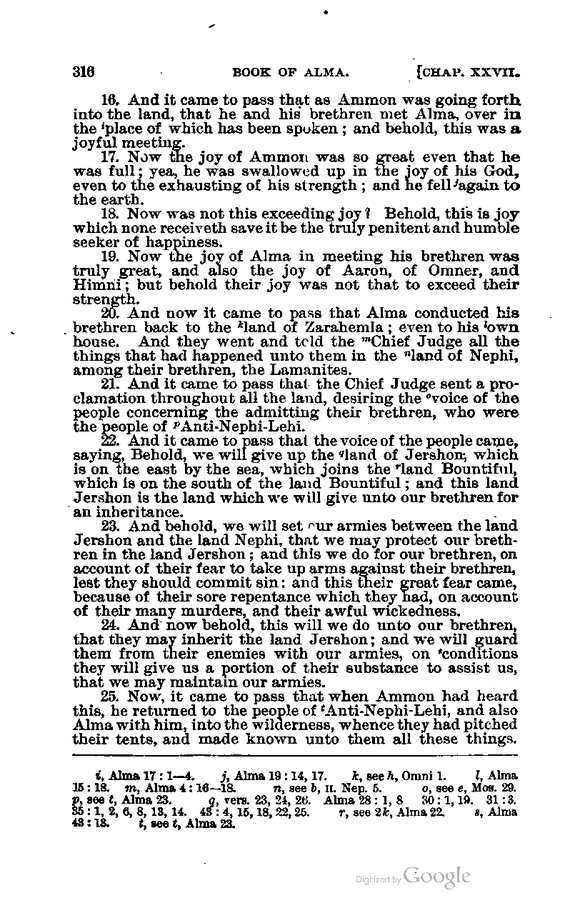 316 BOOK OF ALMA. [CHAP. XXVII.
16. And it came to pass that as Ammon was going forth
into the land, that he and his brethren met Alma, over in
the ⁱplace of which has been spoken; and behold, this was a
joyful meeting.
17. Now the joy of Ammon was so great even that he
was full; yea, he was swallowed up in the joy of his God,
even to the exhausting of his strength; and he fell ʲagain to
the earth.
18. Now was not this exceeding joy? Behold, this is joy
which none receiveth save it be the truly penitent and humble
seeker of happiness.
19. Now the joy of Alma in meeting his brethren was
truly great, and also the joy of Aaron, of Omner, and
Himni; but behold their joy was not that to exceed their
strength.
20. And now it came to pass that Alma conducted his
brethren back to the ᵏland of Zarahemla; even to his ˡown
house. And they went and told the ᵐChief Judge all the
things that had happened unto them in the ⁿland of Nephi,
among their brethren, the Lamanites.
21. And it came to pass that the Chief Judge sent a pro-
clamation throughout all the land, desiring the ᵒvoice of the
people concerning the admitting their brethren, who were
the people of ᵖAnti-Nephi-Lehi.
22. And it came to pass that the voice of the people came,
saying, Behold, we will give up the qland of Jershon, which
is on the east by the sea, which joins the ʳland Bountiful,
which is on the south of the land Bountiful; and this land
Jershon is the land which we will give unto our brethren for
an inheritance.
23. And behold, we will set our armies between the land
Jershon and the land Nephi, that we may protect our breth-
ren in the land Jershon; and this we do for our brethren, on
account of their fear to take up arms against their brethren,
lest they should commit sin: and this their great fear came,
because of their sore repentance which they had, on account
of their many murders, and their awful wickedness.
24. And now behold, this will we do unto our brethren,
that they may inherit the land Jershon; and we will guard
them from their enemies with our armies, on ˢconditions
they will give us a portion of their substance to assist us,
that we may maintain our armies.
25. Now, it came to pass that when Ammon had heard
this, he returned to the people of ᵗAnti-Nephi-Lehi, and also
Alma with him, into the wilderness, whence they had pitched
their tents, and made known unto them all these things.
i, Alma 17:1—4. j, Alma 19:14, 17. k, see h, Omni 1. l, Alma
15:18. m, Alma 4:16—18. n, see b, II. Nep. 5. o, see e, Mos. 29.
p, see t, Alma 23. q, vers. 23, 24, 26. Alma 28:1, 8 30:1, 19. 31:3.
35:1, 2, 6, 8, 13, 14. 43:4, 15, 18, 22, 25. r, see 2k, Alma 22. s, Alma
43:13. t, see t, Alma 23.
Digitized by Google